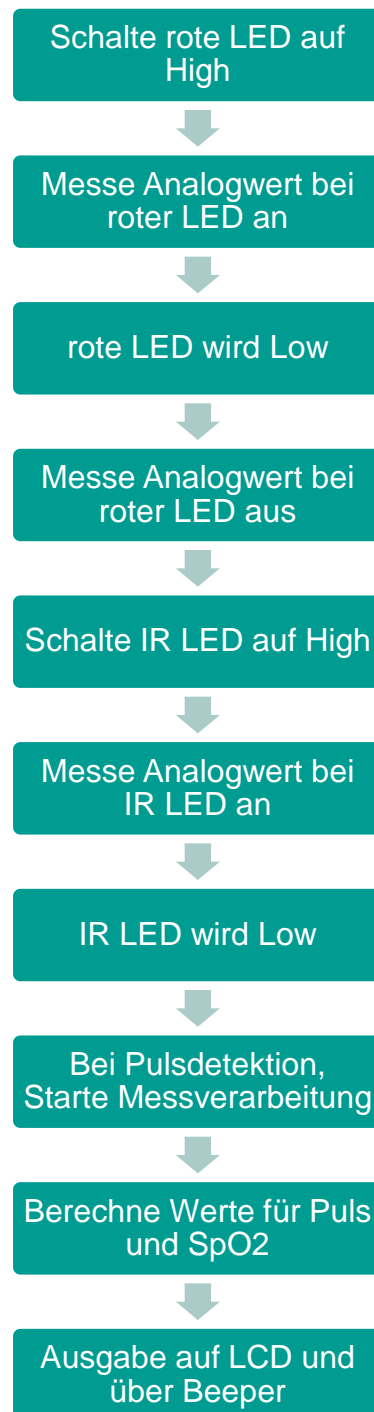 Schalte rote LED auf
High
Messe Analogwert bei
roter LED an
rote LED wird Low
Messe Analogwert bei
roter LED aus
Schalte IR LED auf High
Messe Analogwert bei
IR LED an
IR LED wird Low
Bei Pulsdetektion,
Starte Messverarbeitung
Berechne Werte für Puls
und SpO2
Ausgabe auf LCD und
über Beeper